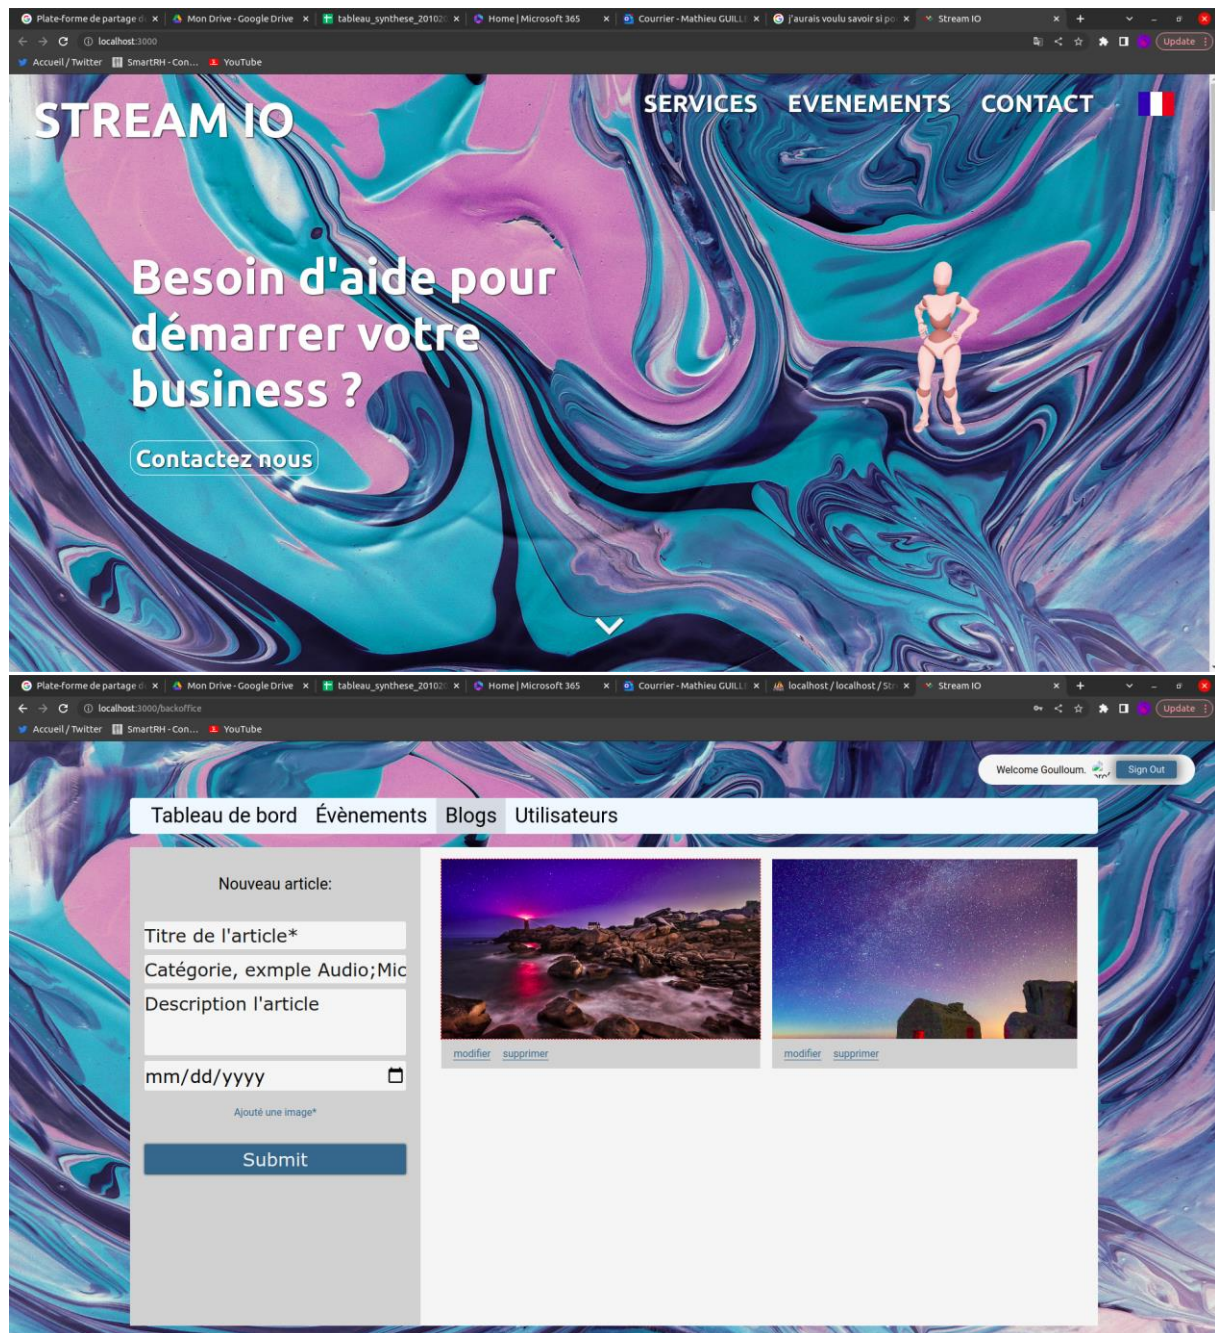 Plate-forme de partage d
Mon Drive - Google Drive
tableau_synthese_20102
Home | Microsoft 365
Courrier - Mathieu GUILL
j'aurais voulu savoir si po
Stream IO
localhost:3000
Update
Accueil / Twitter
SmartRH - Con...
YouTube
STREAM IO
SERVICES EVENEMENTS CONTACT
Besoin d'aide pour
démarrer votre
business ?
Contactez nous
Plate-forme de partage d
Mon Drive - Google Drive
tableau_synthese_20102
Home | Microsoft 365
Courrier - Mathieu GUILL
localhost / localhost / Str
Stream IO
localhost:3000/backoffice
Update
Accueil / Twitter
SmartRH - Con...
YouTube
Welcome Goulloum.
Sign Out
Tableau de bord Évènements Blogs Utilisateurs
Nouveau article:
Titre de l'article*
Catégorie, exmple Audio;Mic
Description l'article
mm/dd/yyyy
Ajouté une image*
Submit
modifier supprimer
modifier supprimer